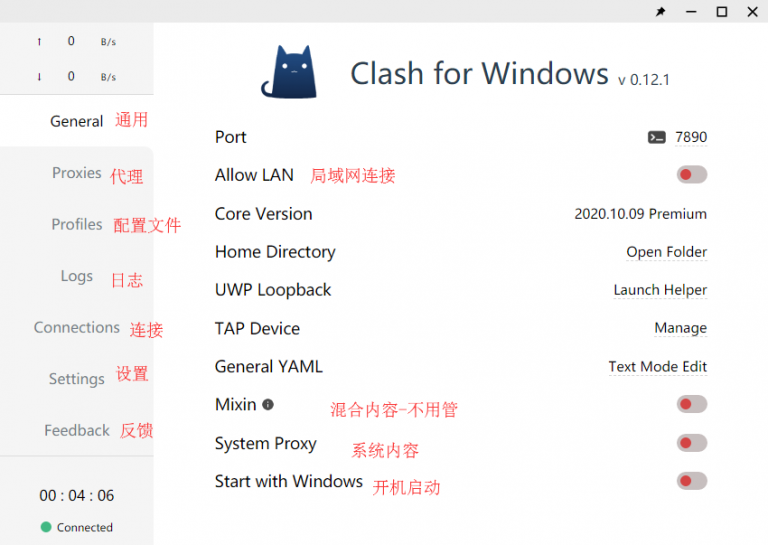 ↑ 0 B/s
↓ 0 B/s
General 通用
Proxies 代理
Profiles 配置文件
Logs 日志
Connections 连接
Settings 设置
Feedback 反馈
00 : 04 : 06
Connected
Clash for Windows v 0.12.1
Port 7890
Allow LAN 局域网连接
Core Version 2020.10.09 Premium
Home Directory Open Folder
UWP Loopback Launch Helper
TAP Device Manage
General YAML Text Mode Edit
Mixin 混合内容-不用管
System Proxy 系统内容
Start with Windows 开机启动